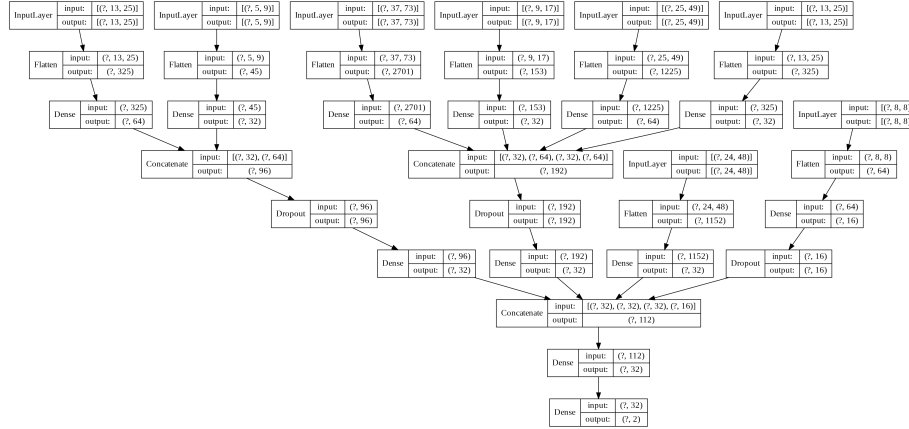 InputLayer input: [(?, 13, 25)] output: [(?, 13, 25)]
InputLayer input: [(?, 5, 9)] output: [(?, 5, 9)]
InputLayer input: [(?, 37, 73)] output: [(?, 37, 73)]
InputLayer input: [(?, 9, 17)] output: [(?, 9, 17)]
InputLayer input: [(?, 25, 49)] output: [(?, 25, 49)]
InputLayer input: [(?, 13, 25)] output: [(?, 13, 25)]
Flatten input: (?, 13, 25) output: (?, 325)
Flatten input: (?, 5, 9) output: (?, 45)
Flatten input: (?, 37, 73) output: (?, 2701)
Flatten input: (?, 9, 17) output: (?, 153)
Flatten input: (?, 25, 49) output: (?, 1225)
Flatten input: (?, 13, 25) output: (?, 325)
Dense input: (?, 325) output: (?, 64)
Dense input: (?, 45) output: (?, 32)
Dense input: (?, 2701) output: (?, 64)
Dense input: (?, 153) output: (?, 32)
Dense input: (?, 1225) output: (?, 64)
Dense input: (?, 325) output: (?, 32)
InputLayer input: [(?, 8, 8) output: [(?, 8, 8)
Concatenate input: [(?, 32), (?, 64)] output: (?, 96)
Concatenate input: [(?, 32), (?, 64), (?, 32), (?, 64)] output: (?, 192)
InputLayer input: [(?, 24, 48)] output: [(?, 24, 48)]
Flatten input: (?, 8, 8) output: (?, 64)
Dropout input: (?, 96) output: (?, 96)
Dropout input: (?, 192) output: (?, 192)
Flatten input: (?, 24, 48) output: (?, 1152)
Dense input: (?, 64) output: (?, 16)
Dense input: (?, 96) output: (?, 32)
Dense input: (?, 192) output: (?, 32)
Dense input: (?, 1152) output: (?, 32)
Dropout input: (?, 16) output: (?, 16)
Concatenate input: [(?, 32), (?, 32), (?, 32), (?, 16)] output: (?, 112)
Dense input: (?, 112) output: (?, 32)
Dense input: (?, 32) output: (?, 2)